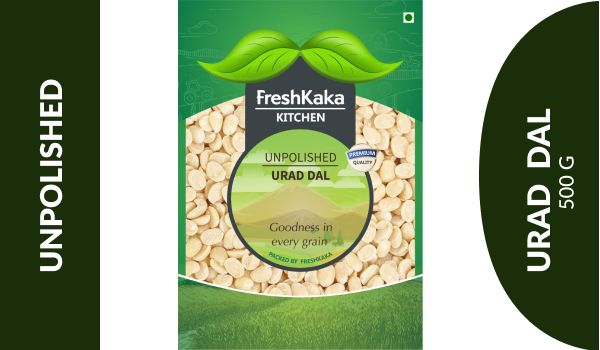 UNPOLISHED
FreshKaka
KITCHEN
UNPOLISHED
URAD DAL
PREMIUM
QUALITY
Goodness in
every grain
PACKED BY FRESHKAKA
URAD DAL
500 G